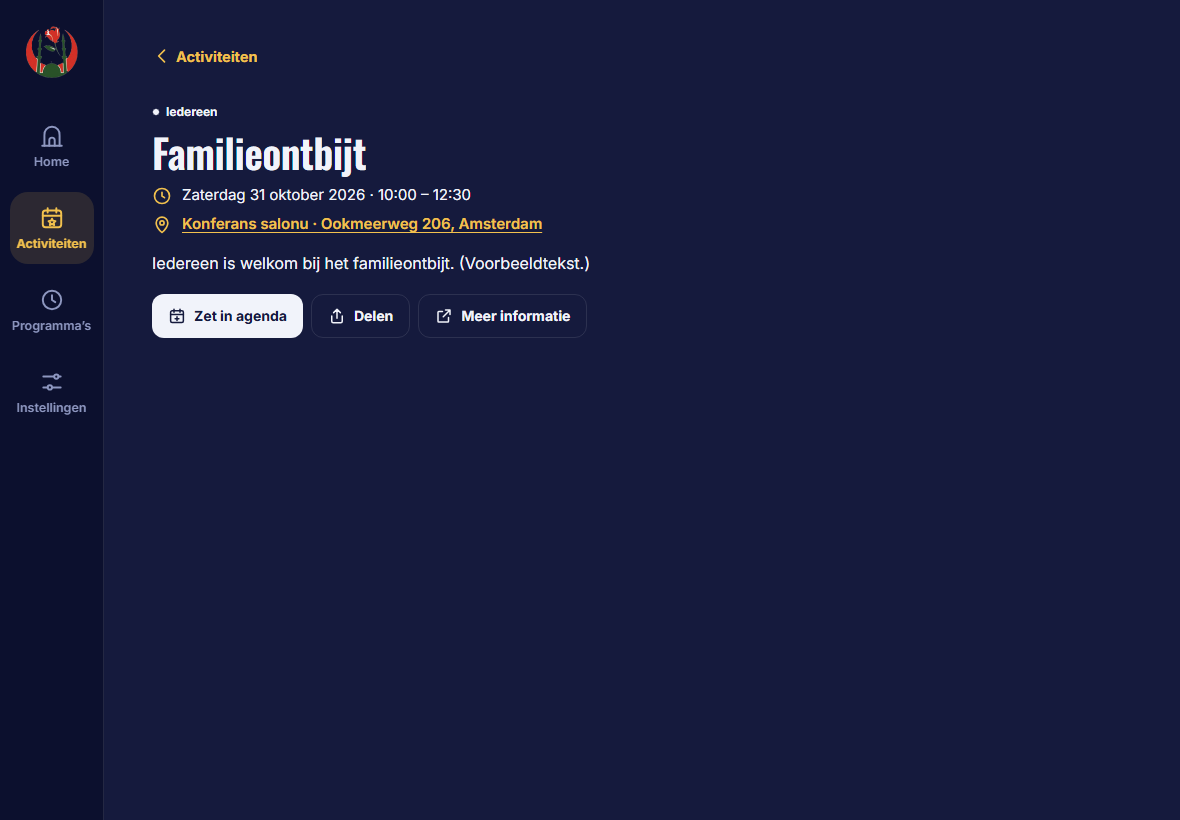 Activiteiten
Iedereen
Familieontbijt
Zaterdag 31 oktober 2026 · 10:00 – 12:30
Konferans salonu · Ookmeerweg 206, Amsterdam
Iedereen is welkom bij het familieontbijt. (Voorbeeldtekst.)
Zet in agenda
Delen
Meer informatie
Home
Activiteiten
Programma’s
Instellingen